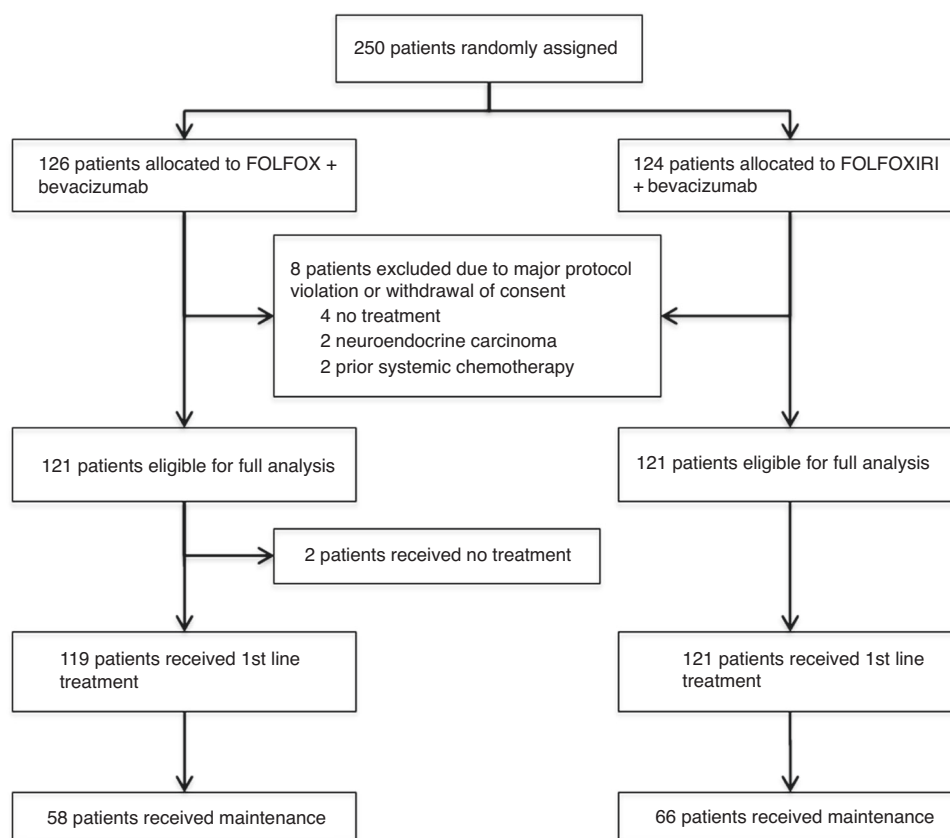 250 patients randomly assigned
126 patients allocated to FOLFOX +
bevacizumab
124 patients allocated to FOLFOXIRI
+ bevacizumab
8 patients excluded due to major protocol
violation or withdrawal of consent
4 no treatment
2 neuroendocrine carcinoma
2 prior systemic chemotherapy
121 patients eligible for full analysis
121 patients eligible for full analysis
2 patients received no treatment
119 patients received 1st line
treatment
121 patients received 1st line
treatment
58 patients received maintenance
66 patients received maintenance